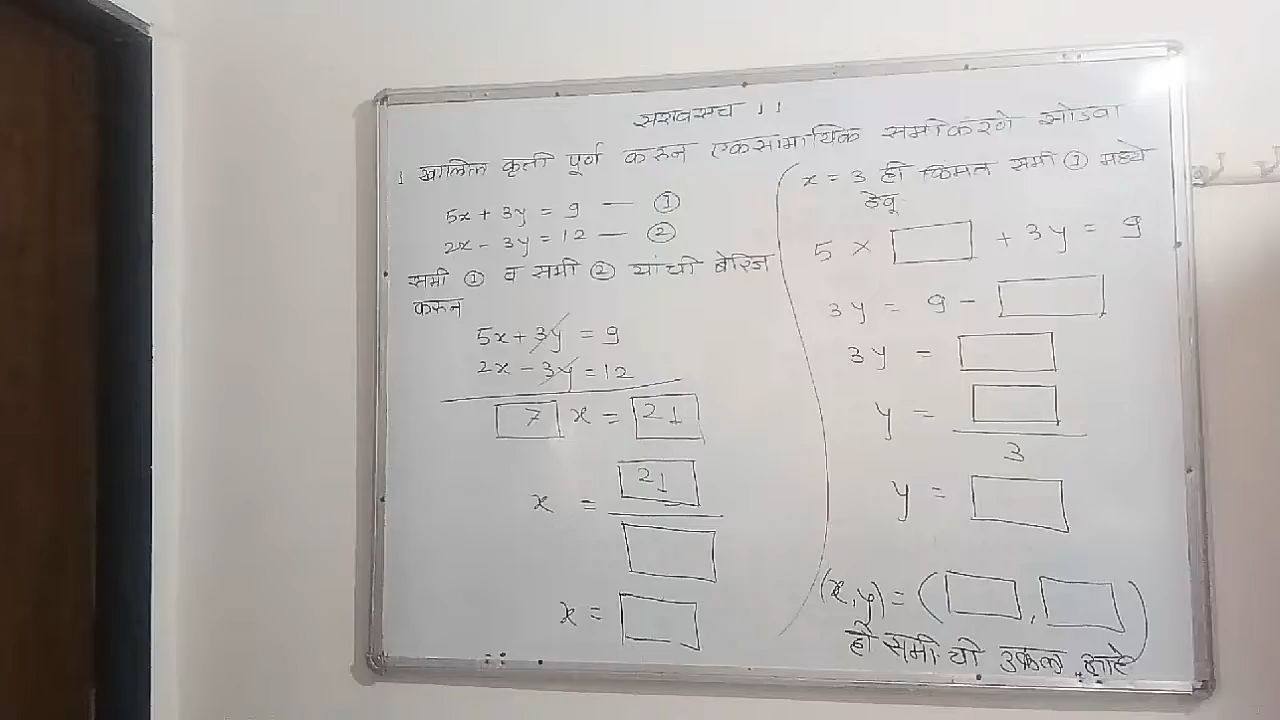 सरावसंच 1.1
1 खालील कृती पूर्ण करुन एकसामायिक समीकरणे सोडवा
5x + 3y = 9 — ①
2x - 3y = 12 — ②
समी ① व समी ② यांची बेरिज
करुन
5x + 3y = 9
2x - 3y = 12
7 x = 21
x = 21
x =
x = 3 ही किंमत समी ① मध्ये
ठेवू
5 × + 3y = 9
3y = 9 -
3y =
y =
3
y =
(x, y) = ( , )
ही समी ची उकल आहे